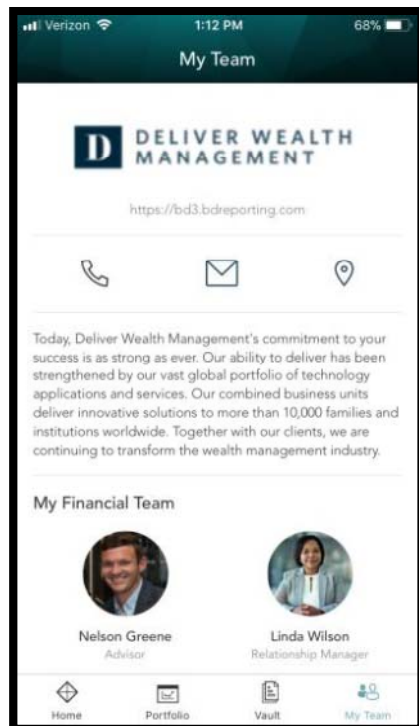 Verizon 1:12 PM 68%
My Team
D DELIVER WEALTH
MANAGEMENT
https://bd3.bdreporting.com
Today, Deliver Wealth Management's commitment to your
success is as strong as ever. Our ability to deliver has been
strengthened by our vast global portfolio of technology
applications and services. Our combined business units
deliver innovative solutions to more than 10,000 families and
institutions worldwide. Together with our clients, we are
continuing to transform the wealth management industry.
My Financial Team
Nelson Greene Linda Wilson
Advisor Relationship Manager
Home Portfolio Vault My Team